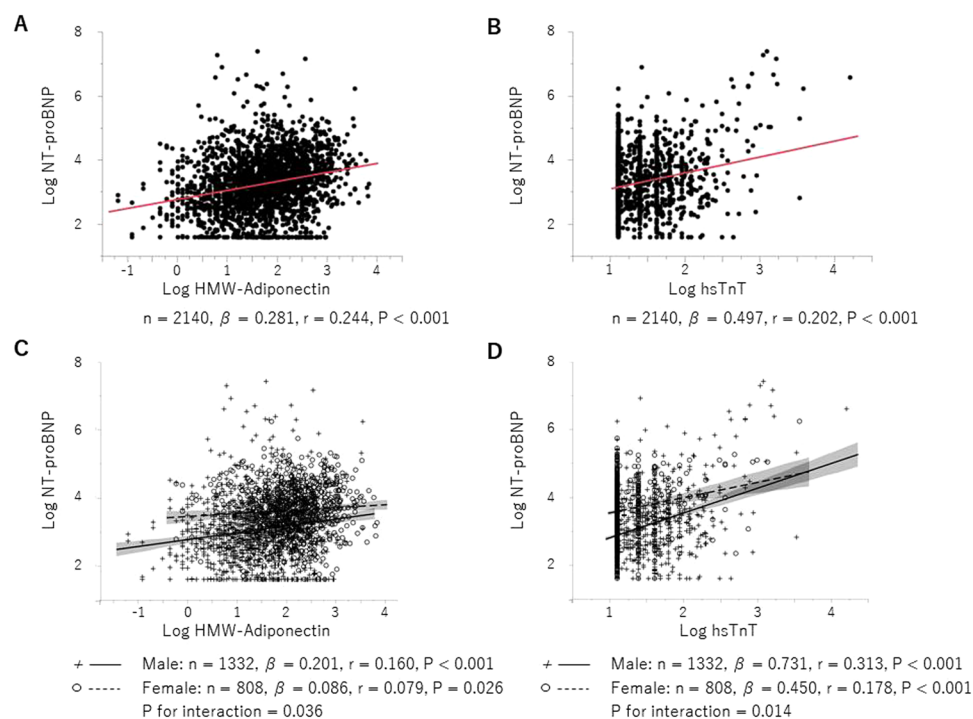 A
B
8
6
4
2
Log NT-proBNP
-1 0 1 2 3 4
Log HMW-Adiponectin
n = 2140, β = 0.281, r = 0.244, P < 0.001
8
6
4
2
Log NT-proBNP
1 2 3 4
Log hsTnT
n = 2140, β = 0.497, r = 0.202, P < 0.001
C
D
8
6
4
2
Log NT-proBNP
-1 0 1 2 3 4
Log HMW-Adiponectin
Male: n = 1332, β = 0.201, r = 0.160, P < 0.001
Female: n = 808, β = 0.086, r = 0.079, P = 0.026
P for interaction = 0.036
8
6
4
2
Log NT-proBNP
1 2 3 4
Log hsTnT
Male: n = 1332, β = 0.731, r = 0.313, P < 0.001
Female: n = 808, β = 0.450, r = 0.178, P < 0.001
P for interaction = 0.014